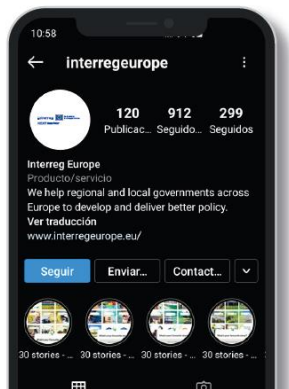 10:58
interregeurope
120 912 299
Publicac... Seguido... Seguidos
Interreg Europe
Producto/servicio
We help regional and local governments across
Europe to develop and deliver better policy.
Ver traducción
www.interregeurope.eu/
Seguir Enviar... Contact...
30 stories - ... 30 stories - ... 30 stories - ... 30 stories - ...